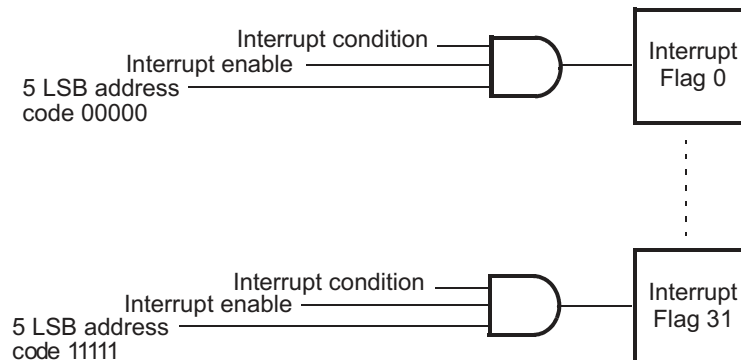 Interrupt condition
Interrupt enable
5 LSB address
code 00000
Interrupt
Flag 0
Interrupt condition
Interrupt enable
5 LSB address
code 11111
Interrupt
Flag 31